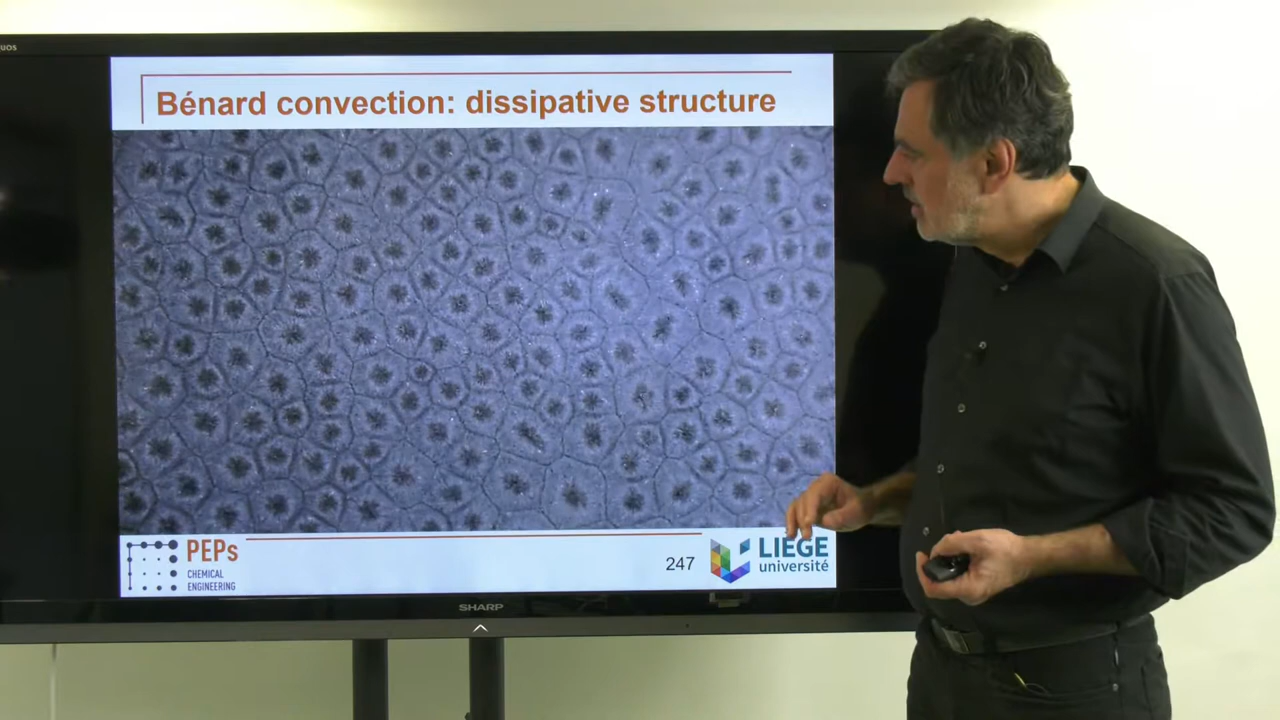 Bénard convection: dissipative structure
PEPs
CHEMICAL
ENGINEERING
247
LIÈGE
université
SHARP